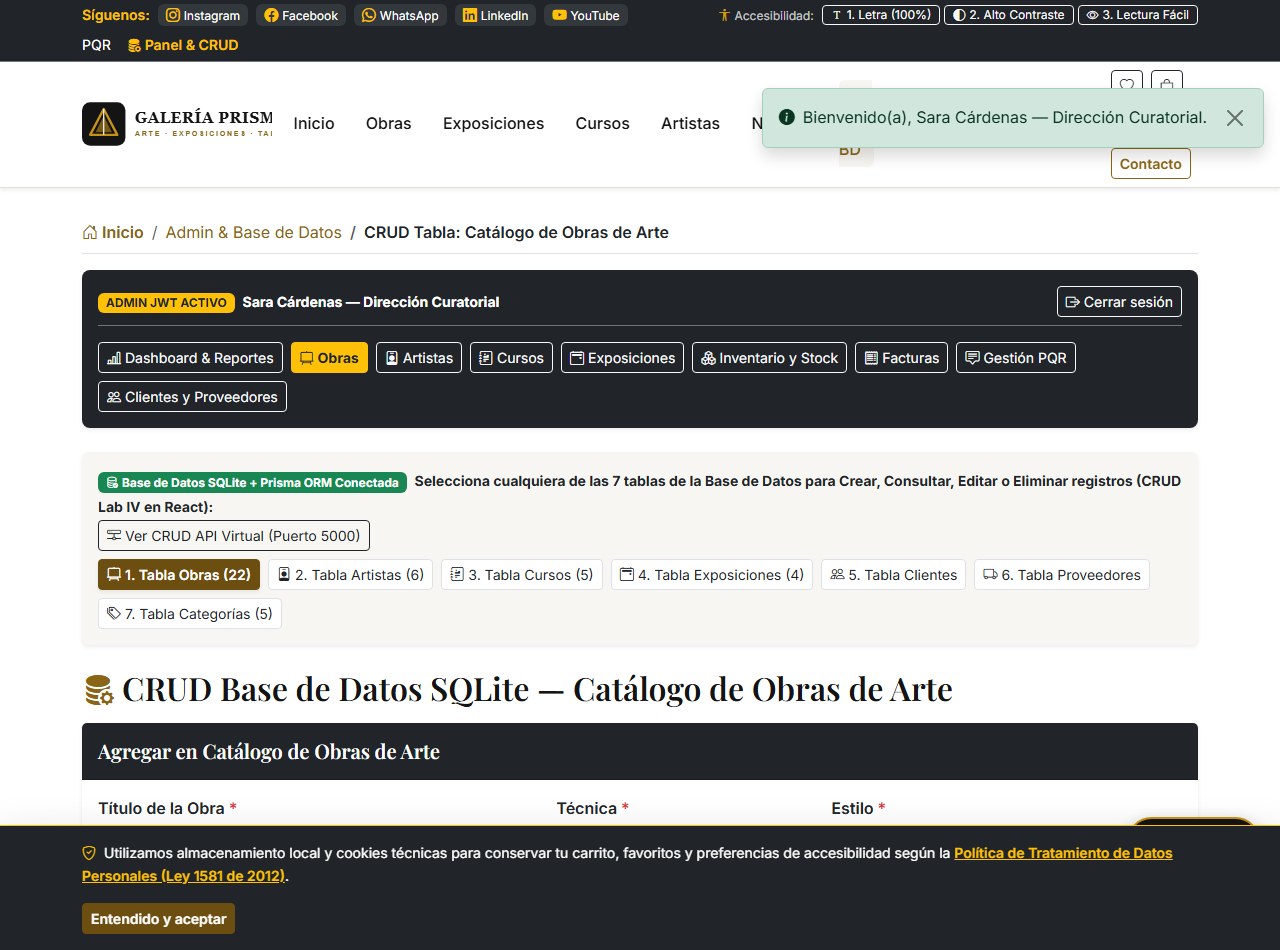 Síguenos: Instagram Facebook WhatsApp LinkedIn YouTube Accesibilidad: 1. Letra (100%) 2. Alto Contraste 3. Lectura Fácil
PQR Panel & CRUD
GALERÍA PRISM
ARTE · EXPOSICIONES · TAL
Inicio Obras Exposiciones Cursos Artistas N
Bienvenido(a), Sara Cárdenas — Dirección Curatorial.
BD
Contacto
Inicio / Admin & Base de Datos / CRUD Tabla: Catálogo de Obras de Arte
ADMIN JWT ACTIVO Sara Cárdenas — Dirección Curatorial Cerrar sesión
Dashboard & Reportes Obras Artistas Cursos Exposiciones Inventario y Stock Facturas Gestión PQR
Clientes y Proveedores
Base de Datos SQLite + Prisma ORM Conectada Selecciona cualquiera de las 7 tablas de la Base de Datos para Crear, Consultar, Editar o Eliminar registros (CRUD
Lab IV en React):
Ver CRUD API Virtual (Puerto 5000)
1. Tabla Obras (22) 2. Tabla Artistas (6) 3. Tabla Cursos (5) 4. Tabla Exposiciones (4) 5. Tabla Clientes 6. Tabla Proveedores
7. Tabla Categorías (5)
CRUD Base de Datos SQLite — Catálogo de Obras de Arte
Agregar en Catálogo de Obras de Arte
Título de la Obra * Técnica * Estilo *
Utilizamos almacenamiento local y cookies técnicas para conservar tu carrito, favoritos y preferencias de accesibilidad según la Política de Tratamiento de Datos
Personales (Ley 1581 de 2012).
Entendido y aceptar